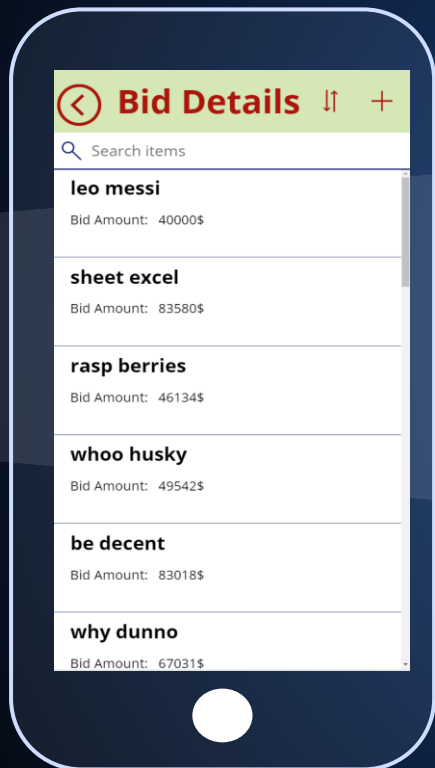 Bid Details
Search items
leo messi
Bid Amount: 40000$
sheet excel
Bid Amount: 83580$
rasp berries
Bid Amount: 46134$
whoo husky
Bid Amount: 49542$
be decent
Bid Amount: 83018$
why dunno
Bid Amount: 67031$